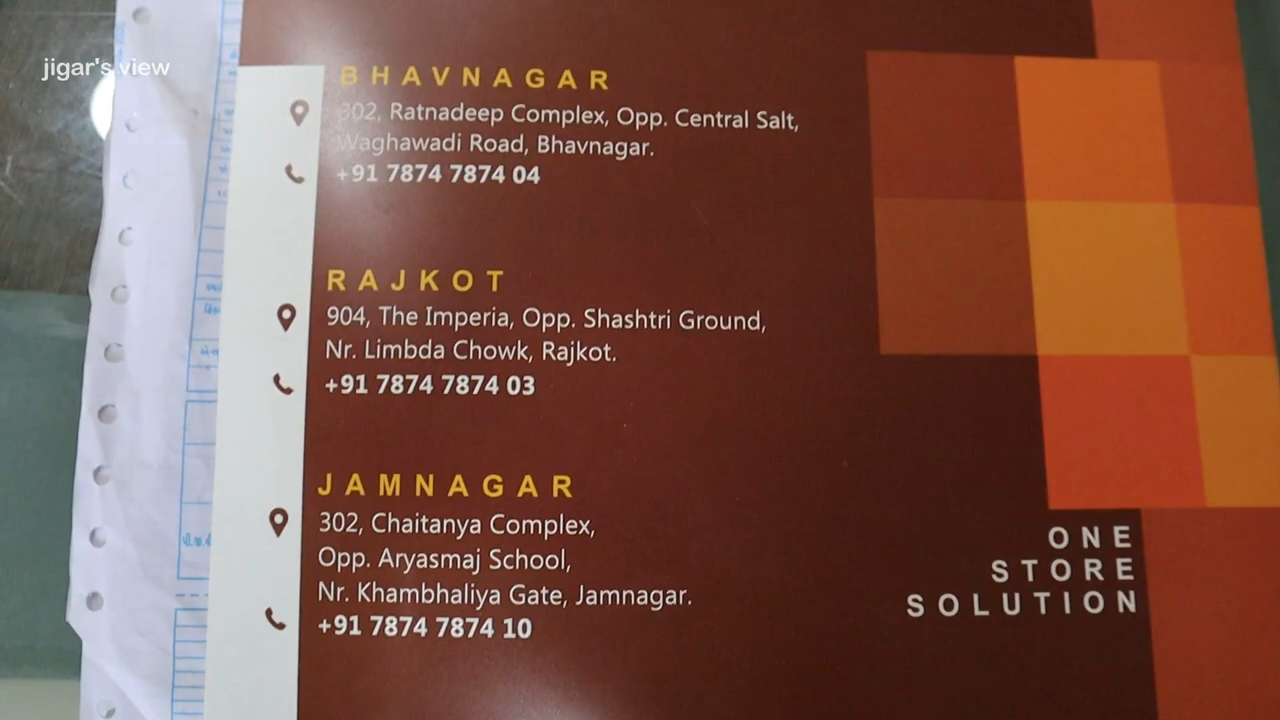 jigar's view
BHAVNAGAR
302, Ratnadeep Complex, Opp. Central Salt,
Waghawadi Road, Bhavnagar.
+91 7874 7874 04
RAJKOT
904, The Imperia, Opp. Shashtri Ground,
Nr. Limbda Chowk, Rajkot.
+91 7874 7874 03
JAMNAGAR
302, Chaitanya Complex,
Opp. Aryasmaj School,
Nr. Khambhaliya Gate, Jamnagar.
+91 7874 7874 10
ONE
STORE
SOLUTION